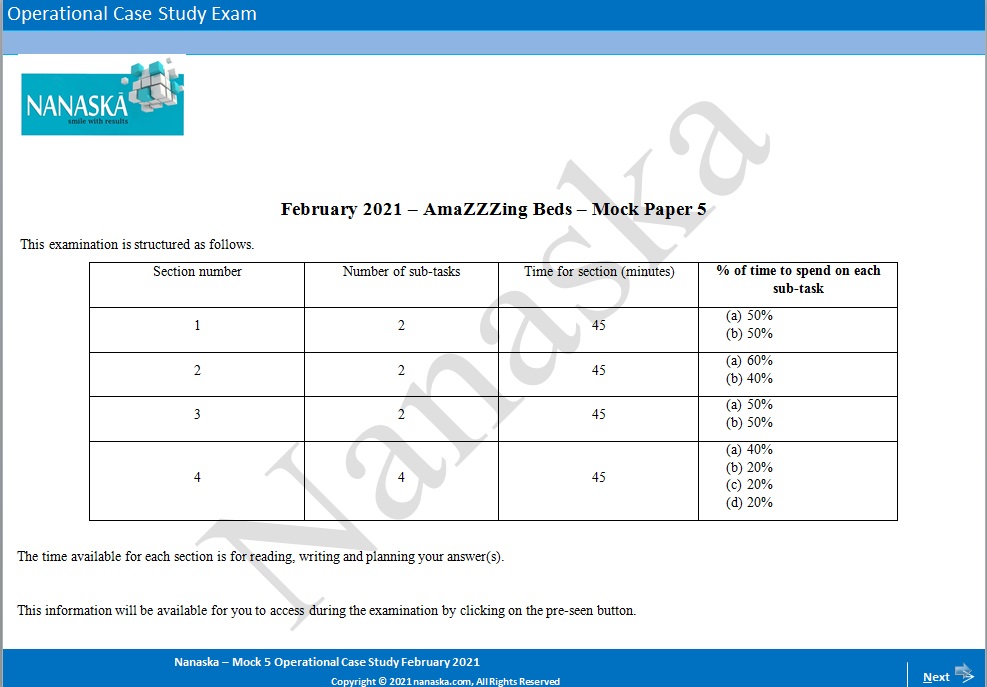 Operational Case Study Exam
NANASKĀ
smile with results
Nanaska
February 2021 – AmaZZZing Beds – Mock Paper 5
This examination is structured as follows.
Section number
Number of sub-tasks
Time for section (minutes)
% of time to spend on each
sub-task
1
2
45
(a) 50%
(b) 50%
2
2
45
(a) 60%
(b) 40%
3
2
45
(a) 50%
(b) 50%
4
4
45
(a) 40%
(b) 20%
(c) 20%
(d) 20%
The time available for each section is for reading, writing and planning your answer(s).
This information will be available for you to access during the examination by clicking on the pre-seen button.
Nanaska – Mock 5 Operational Case Study February 2021
Copyright © 2021 nanaska.com, All Rights Reserved
Next